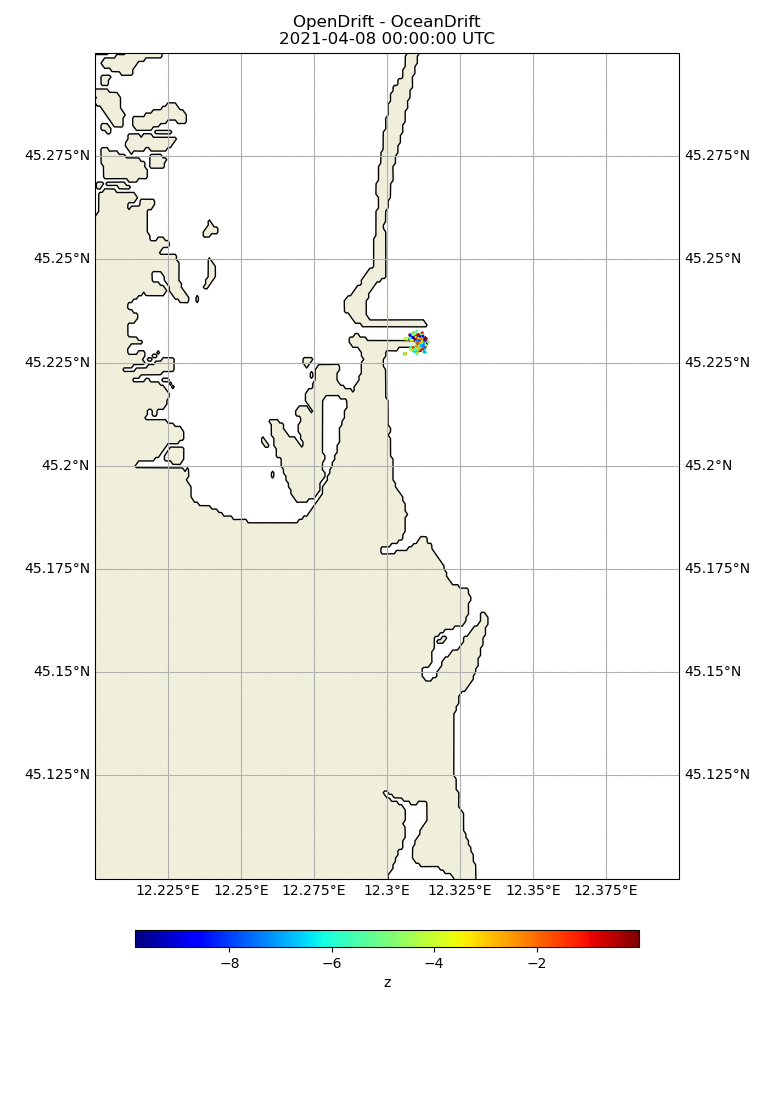 OpenDrift - OceanDrift
2021-04-08 00:00:00 UTC
45.275°N 45.275°N
45.25°N 45.25°N
45.225°N 45.225°N
45.2°N 45.2°N
45.175°N 45.175°N
45.15°N 45.15°N
45.125°N 45.125°N
12.225°E 12.25°E 12.275°E 12.3°E 12.325°E 12.35°E 12.375°E
−8 −6 −4 −2
z